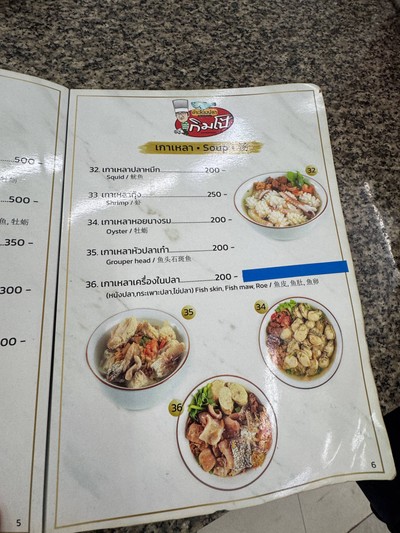 500
500 -
350 -
300 -
00 -
5
กิมโป้
เกาเหลา • Soup • 汤
32. เกาเหลาปลาหมึก 200 -
Squid / 鱿鱼
33. เกาเหลากุ้ง 250 -
Shrimp / 虾
34. เกาเหลาหอยนางรม 200 -
Oyster / 牡蛎
35. เกาเหลาหัวปลาเก๋า 200 -
Grouper head / 鱼头石斑鱼
36. เกาเหลาเครื่องในปลา 200 -
(หนังปลา,กระเพาะปลา,ไข่ปลา) Fish skin, Fish maw, Roe / 鱼皮, 鱼肚, 鱼卵
32
35
34
36
6